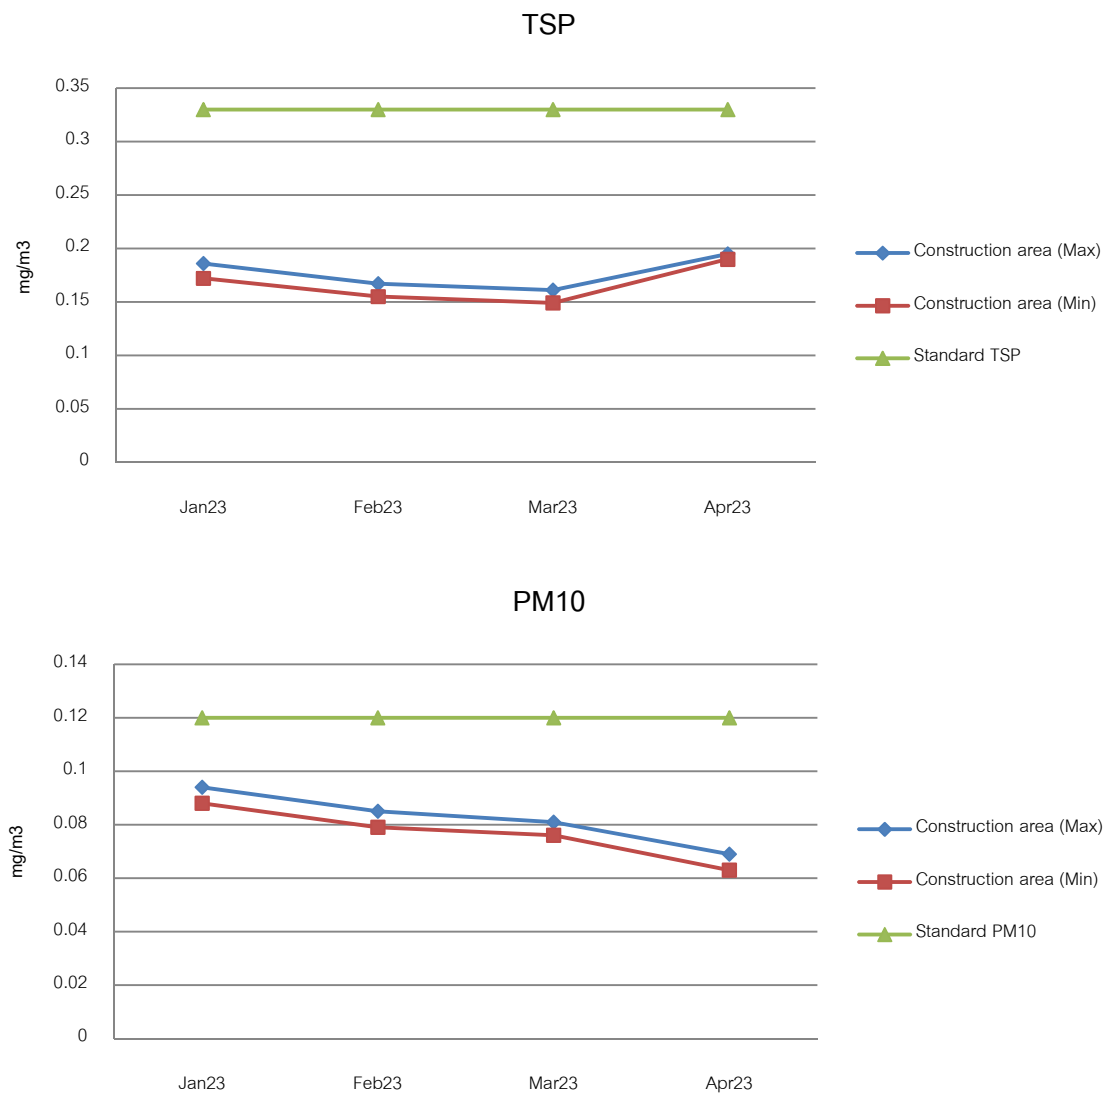 TSP
0.35
0.3
0.25
0.2
0.15
0.1
0.05
0
mg/m3
Jan23 Feb23 Mar23 Apr23
Construction area (Max)
Construction area (Min)
Standard TSP
PM10
0.14
0.12
0.1
0.08
0.06
0.04
0.02
0
mg/m3
Jan23 Feb23 Mar23 Apr23
Construction area (Max)
Construction area (Min)
Standard PM10